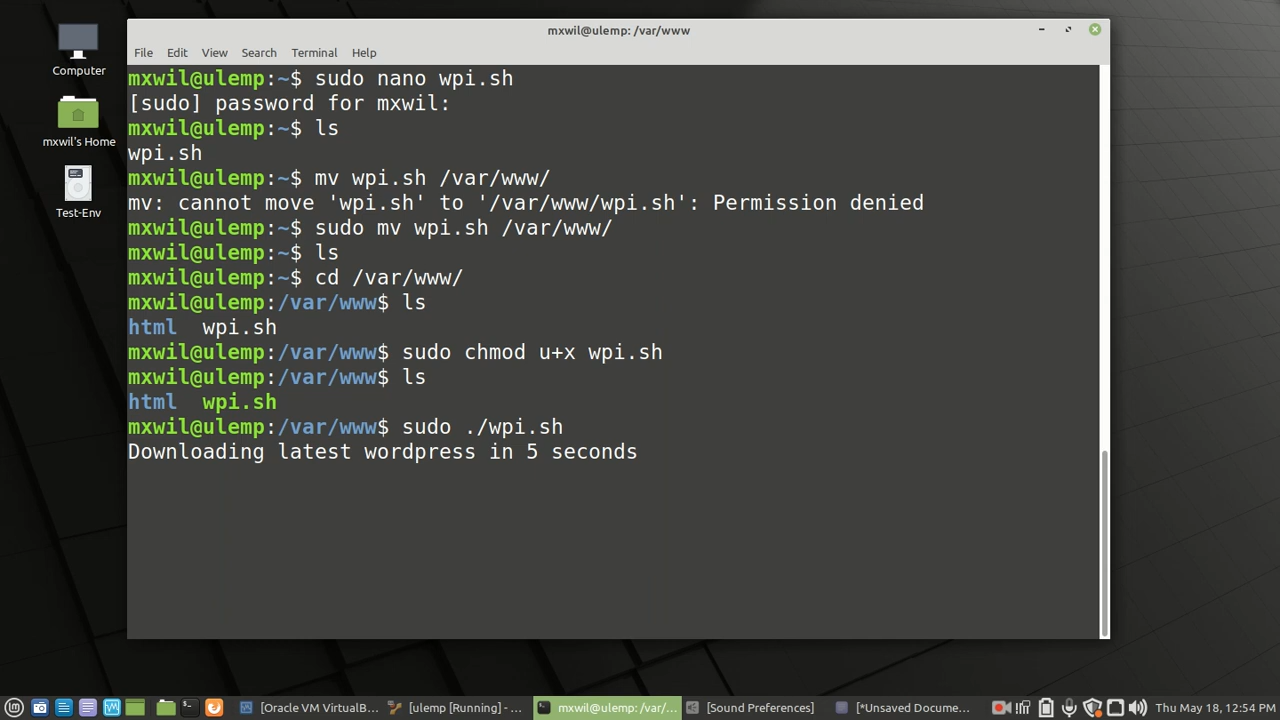 mxwil@ulemp: /var/www
File Edit View Search Terminal Help
Computer
mxwil's Home
Test-Env
mxwil@ulemp:~$ sudo nano wpi.sh
[sudo] password for mxwil:
mxwil@ulemp:~$ ls
wpi.sh
mxwil@ulemp:~$ mv wpi.sh /var/www/
mv: cannot move 'wpi.sh' to '/var/www/wpi.sh': Permission denied
mxwil@ulemp:~$ sudo mv wpi.sh /var/www/
mxwil@ulemp:~$ ls
mxwil@ulemp:~$ cd /var/www/
mxwil@ulemp:/var/www$ ls
html  wpi.sh
mxwil@ulemp:/var/www$ sudo chmod u+x wpi.sh
mxwil@ulemp:/var/www$ ls
html  wpi.sh
mxwil@ulemp:/var/www$ sudo ./wpi.sh
Downloading latest wordpress in 5 seconds
[Oracle VM VirtualB... [ulemp [Running] - ... mxwil@ulemp: /var/... [Sound Preferences] [*Unsaved Docume... Thu May 18, 12:54 PM